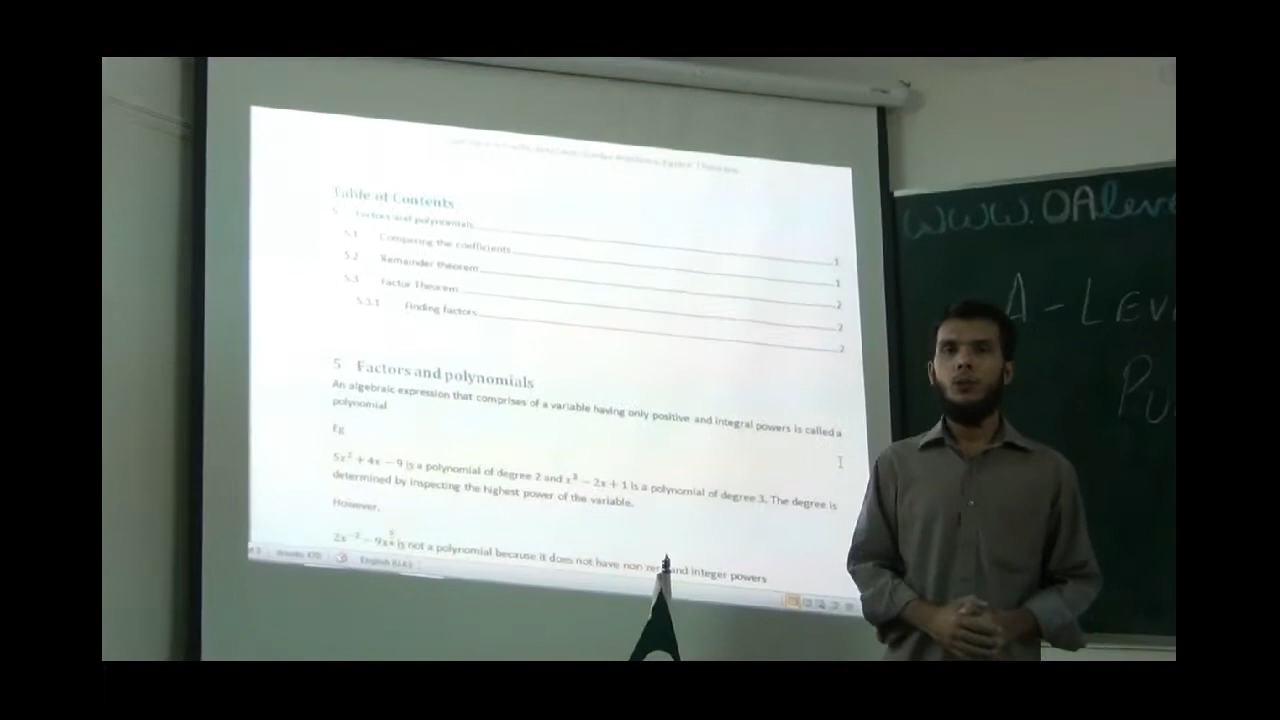 Table of Contents
5 Factors and polynomials 1
5.1 Comparing the coefficients 1
5.2 Remainder theorem 2
5.3 Factor Theorem 2
5.3.1 Finding factors 2
5 Factors and polynomials
An algebraic expression that comprises of a variable having only positive and integral powers is called a
polynomial
Eg
5x² + 4x − 9 is a polynomial of degree 2 and x³ − 2x + 1 is a polynomial of degree 3. The degree is
determined by inspecting the highest power of the variable.
However,
is not a polynomial because it does not have non and integer powers
English (U.K)
www.OAleve
A - LEV
PU